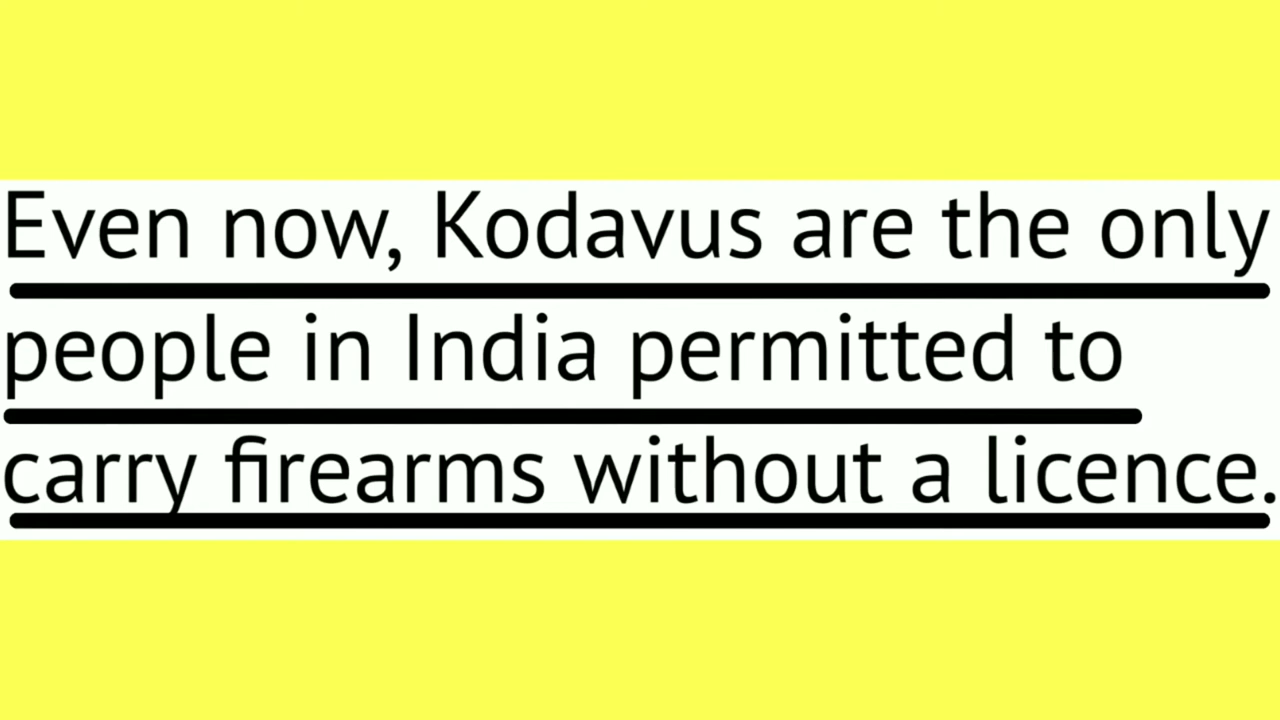 Even now, Kodavus are the only
people in India permitted to
carry firearms without a licence.